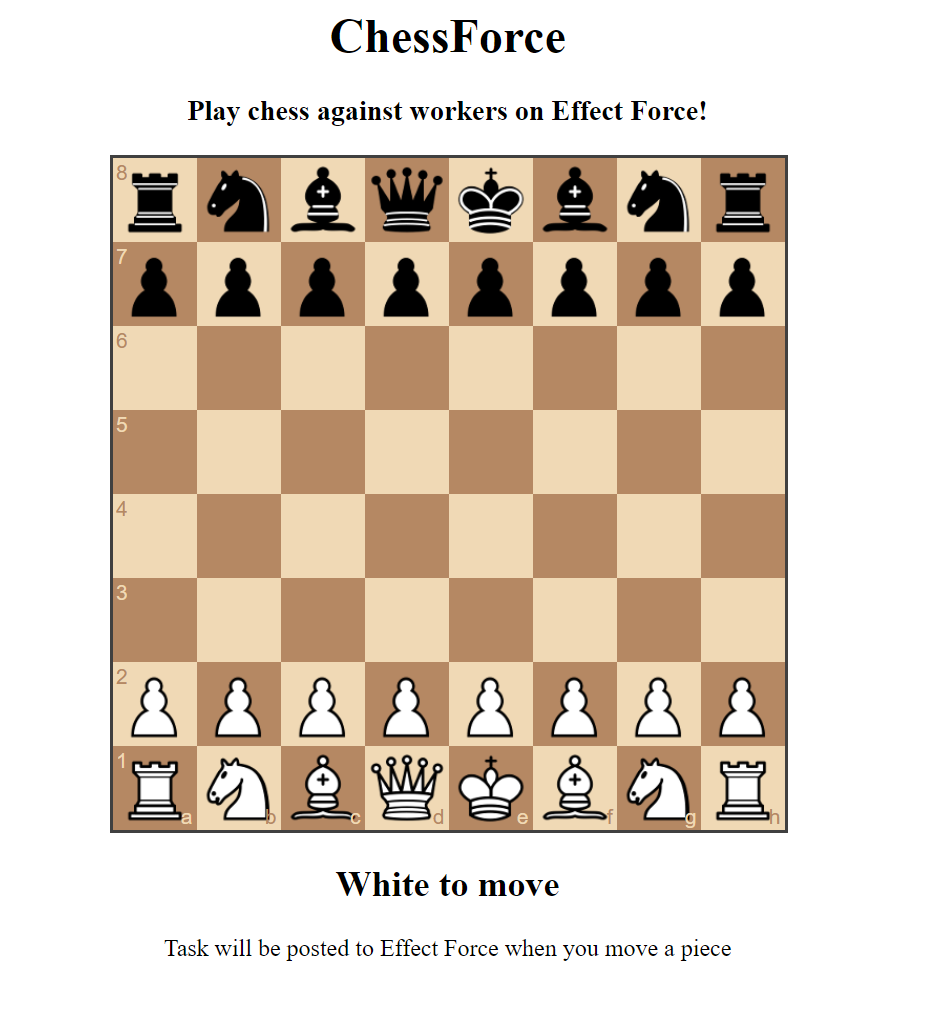 ChessForce
Play chess against workers on Effect Force!
8
7
6
5
4
3
2
1
a b c d e f g h
White to move
Task will be posted to Effect Force when you move a piece